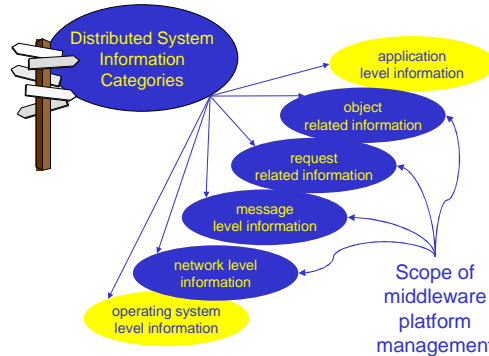 Distributed System
Information
Categories
application
level information
object
related information
request
related information
message
level information
network level
information
operating system
level information
Scope of
middleware
platform
management